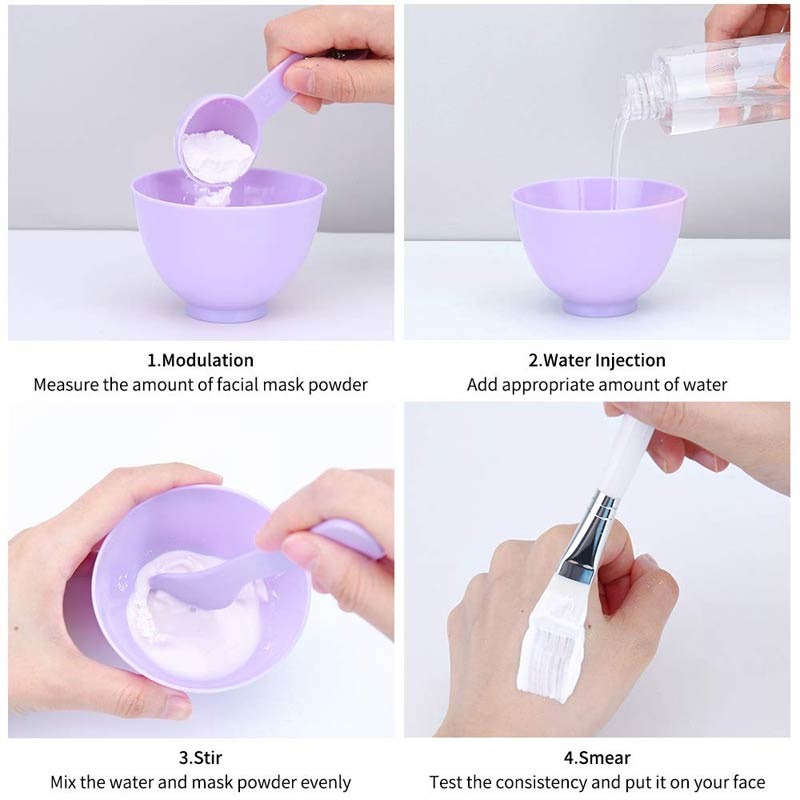 1.Modulation
Measure the amount of facial mask powder
2.Water Injection
Add appropriate amount of water
3.Stir
Mix the water and mask powder evenly
4.Smear
Test the consistency and put it on your face